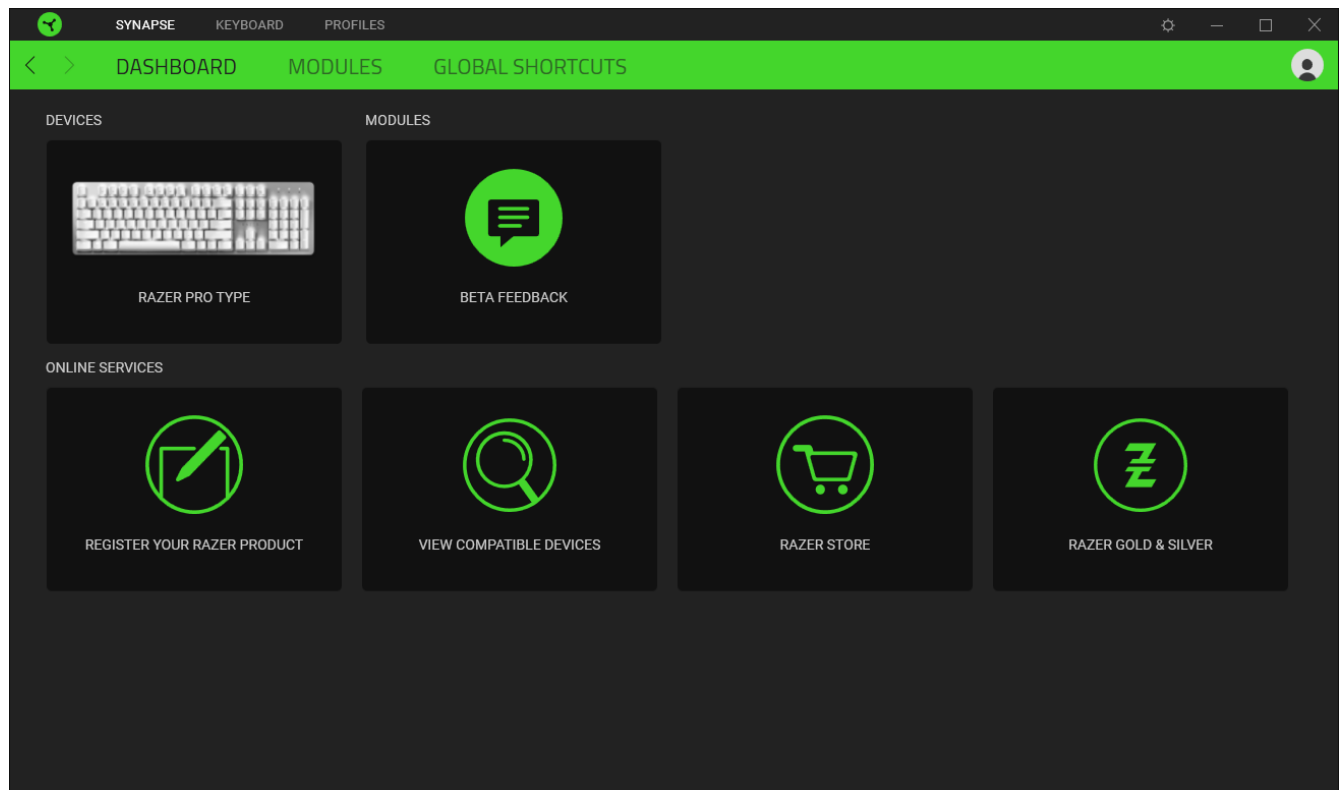 SYNAPSE KEYBOARD PROFILES
DASHBOARD MODULES GLOBAL SHORTCUTS
DEVICES MODULES
RAZER PRO TYPE BETA FEEDBACK
ONLINE SERVICES
REGISTER YOUR RAZER PRODUCT VIEW COMPATIBLE DEVICES RAZER STORE RAZER GOLD & SILVER